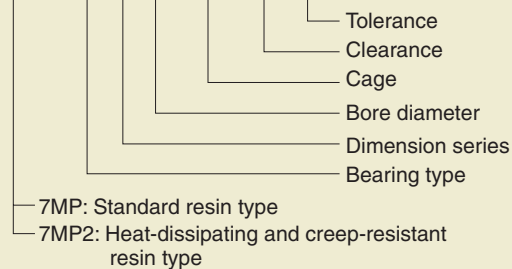 Tolerance
Clearance
Cage
Bore diameter
Dimension series
Bearing type
7MP: Standard resin type
7MP2: Heat-dissipating and creep-resistant
resin type